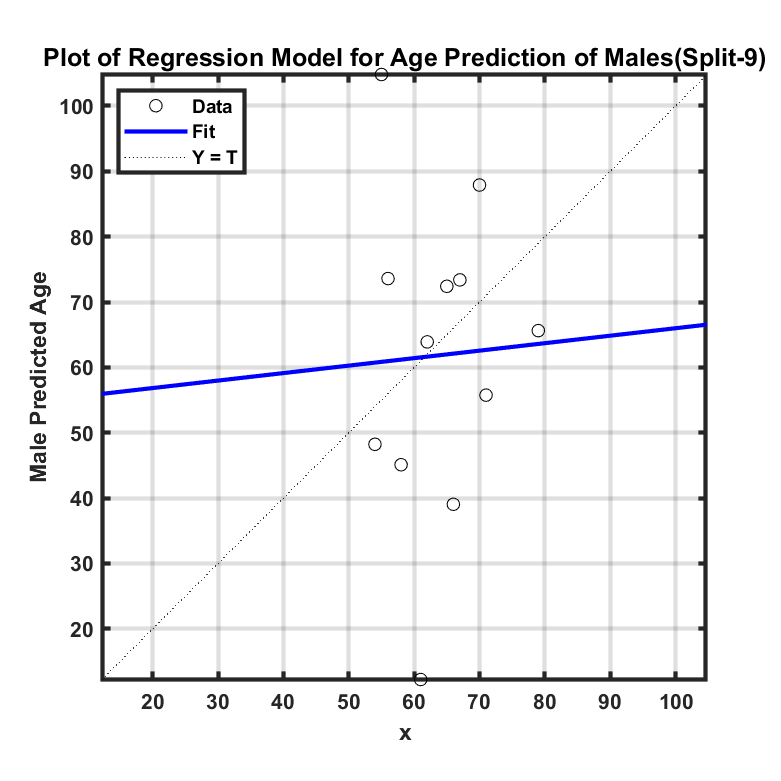 Plot of Regression Model for Age Prediction of Males(Split-9)
Data
Fit
Y = T
100
90
80
70
60
50
40
30
20
Male Predicted Age
20 30 40 50 60 70 80 90 100
x